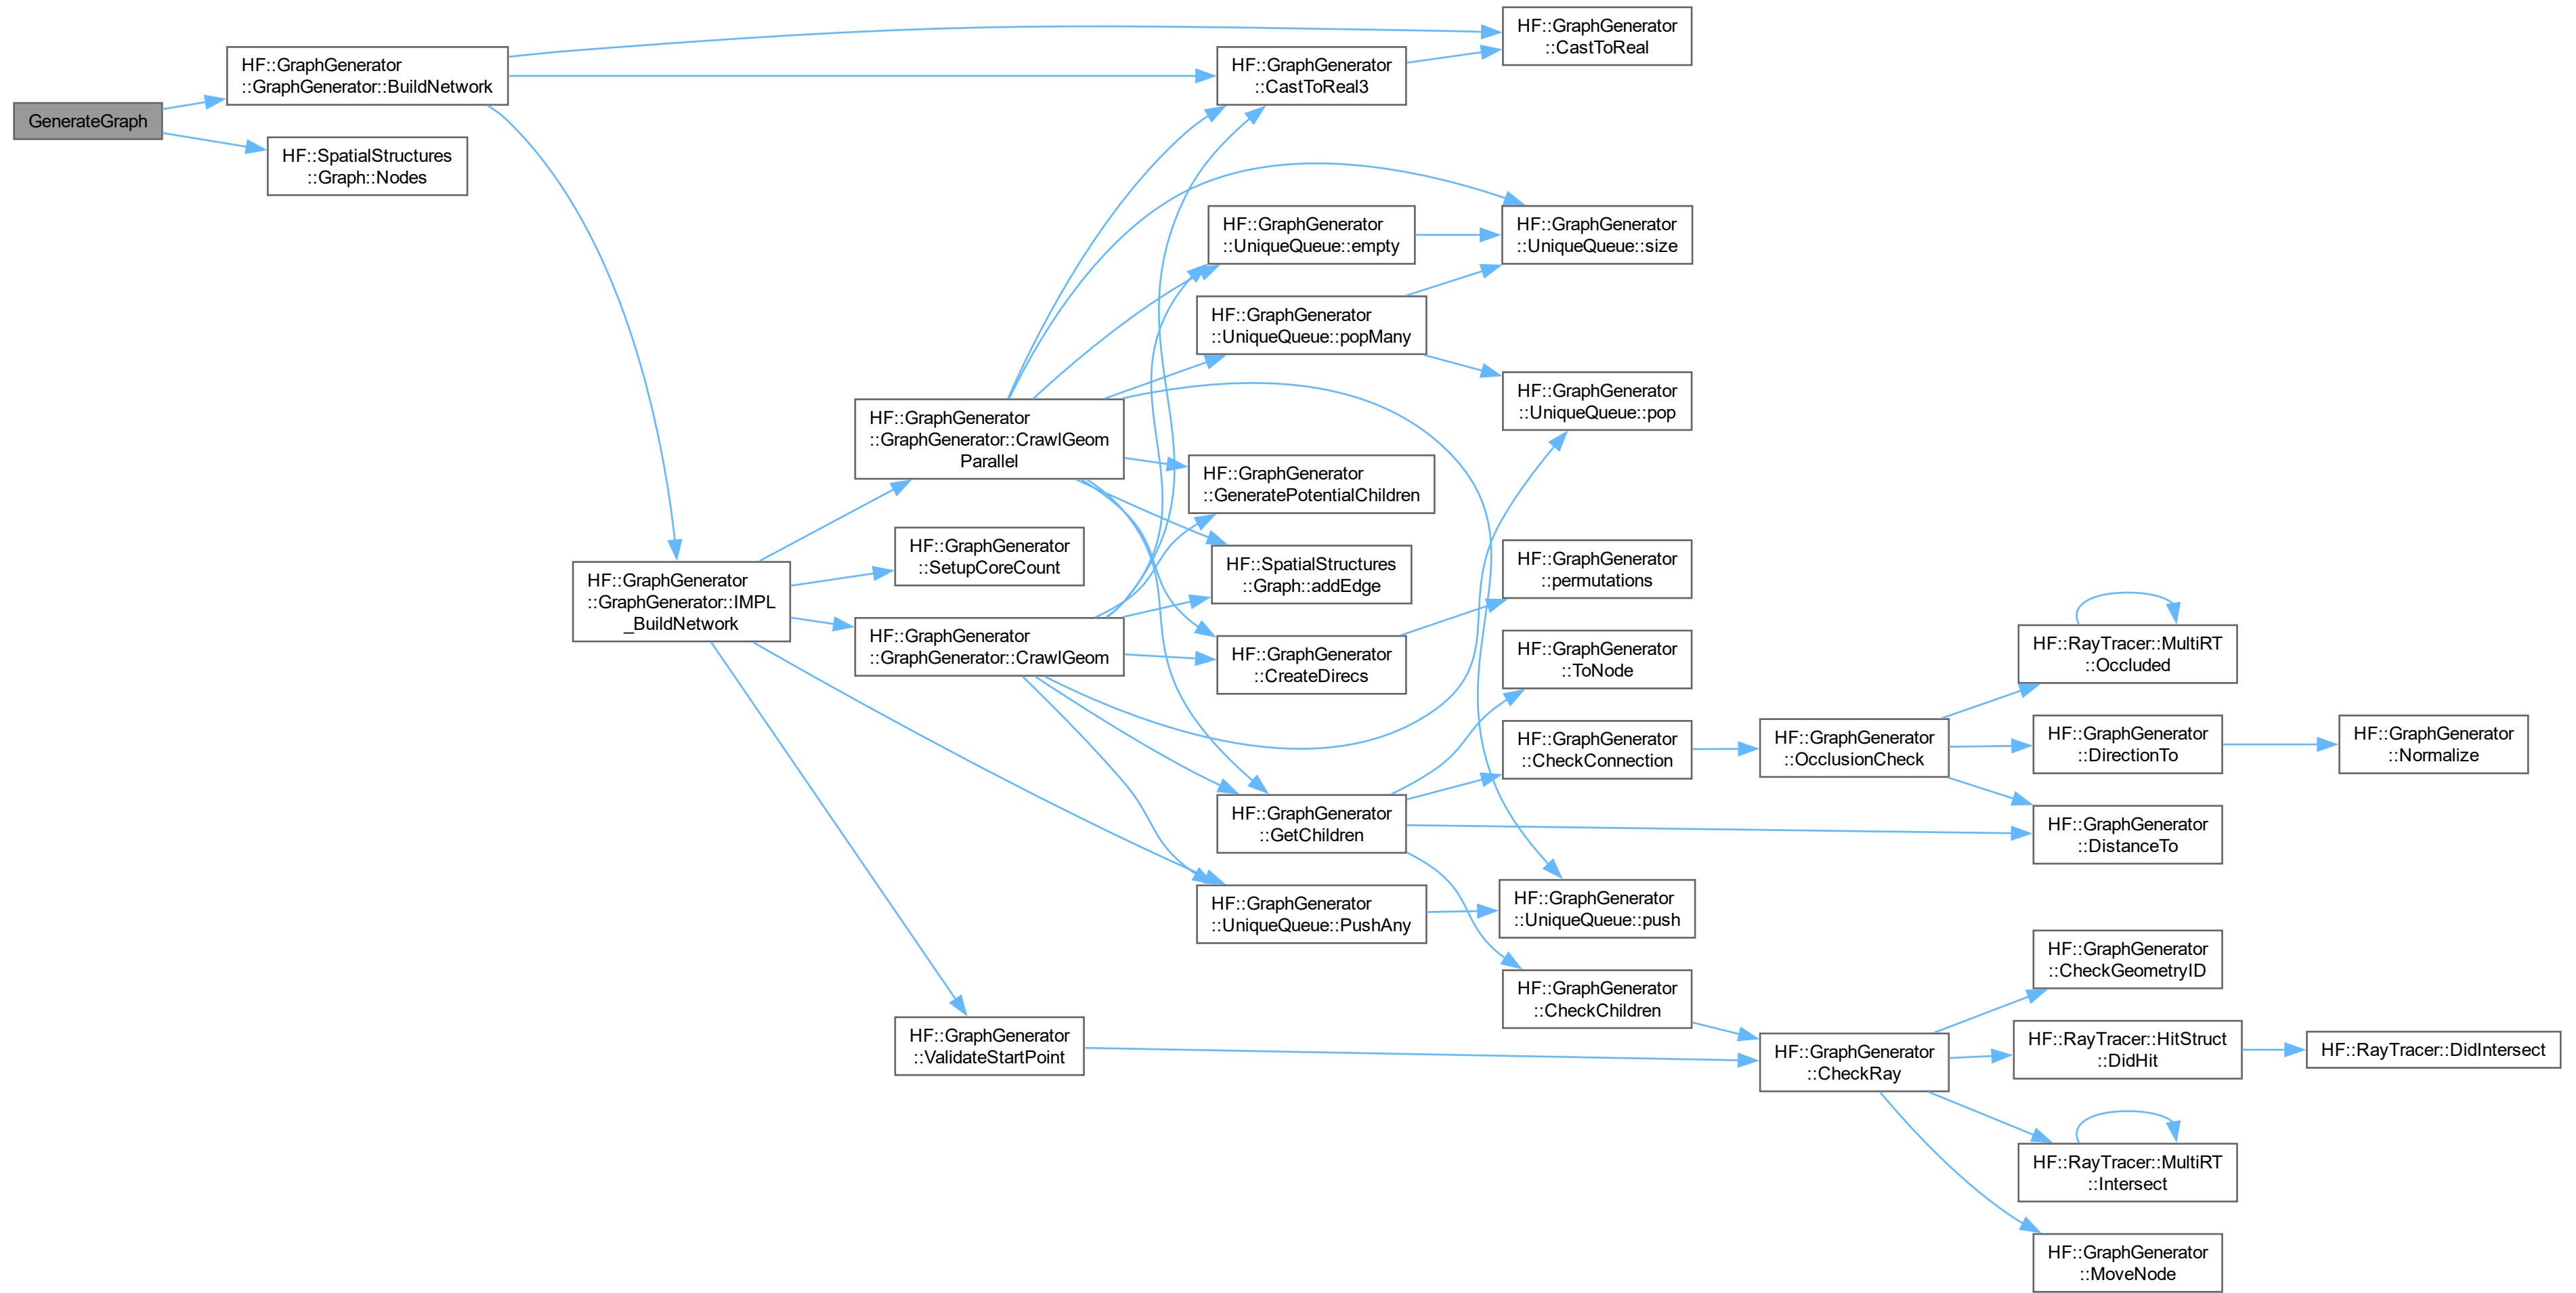 GenerateGraph
HF::GraphGenerator
::GraphGenerator::BuildNetwork
HF::SpatialStructures
::Graph::Nodes
HF::GraphGenerator
::GraphGenerator::IMPL
_BuildNetwork
HF::GraphGenerator
::GraphGenerator::CrawlGeom
Parallel
HF::GraphGenerator
::SetupCoreCount
HF::GraphGenerator
::GraphGenerator::CrawlGeom
HF::GraphGenerator
::ValidateStartPoint
HF::GraphGenerator
::CastToReal3
HF::GraphGenerator
::UniqueQueue::empty
HF::GraphGenerator
::UniqueQueue::popMany
HF::GraphGenerator
::GeneratePotentialChildren
HF::SpatialStructures
::Graph::addEdge
HF::GraphGenerator
::CreateDirecs
HF::GraphGenerator
::GetChildren
HF::GraphGenerator
::UniqueQueue::PushAny
HF::GraphGenerator
::CastToReal
HF::GraphGenerator
::UniqueQueue::size
HF::GraphGenerator
::UniqueQueue::pop
HF::GraphGenerator
::permutations
HF::GraphGenerator
::ToNode
HF::GraphGenerator
::CheckConnection
HF::GraphGenerator
::UniqueQueue::push
HF::GraphGenerator
::CheckChildren
HF::GraphGenerator
::OcclusionCheck
HF::GraphGenerator
::CheckRay
HF::RayTracer::MultiRT
::Occluded
HF::GraphGenerator
::DirectionTo
HF::GraphGenerator
::DistanceTo
HF::GraphGenerator
::CheckGeometryID
HF::RayTracer::HitStruct
::DidHit
HF::RayTracer::MultiRT
::Intersect
HF::GraphGenerator
::MoveNode
HF::GraphGenerator
::Normalize
HF::RayTracer::DidIntersect